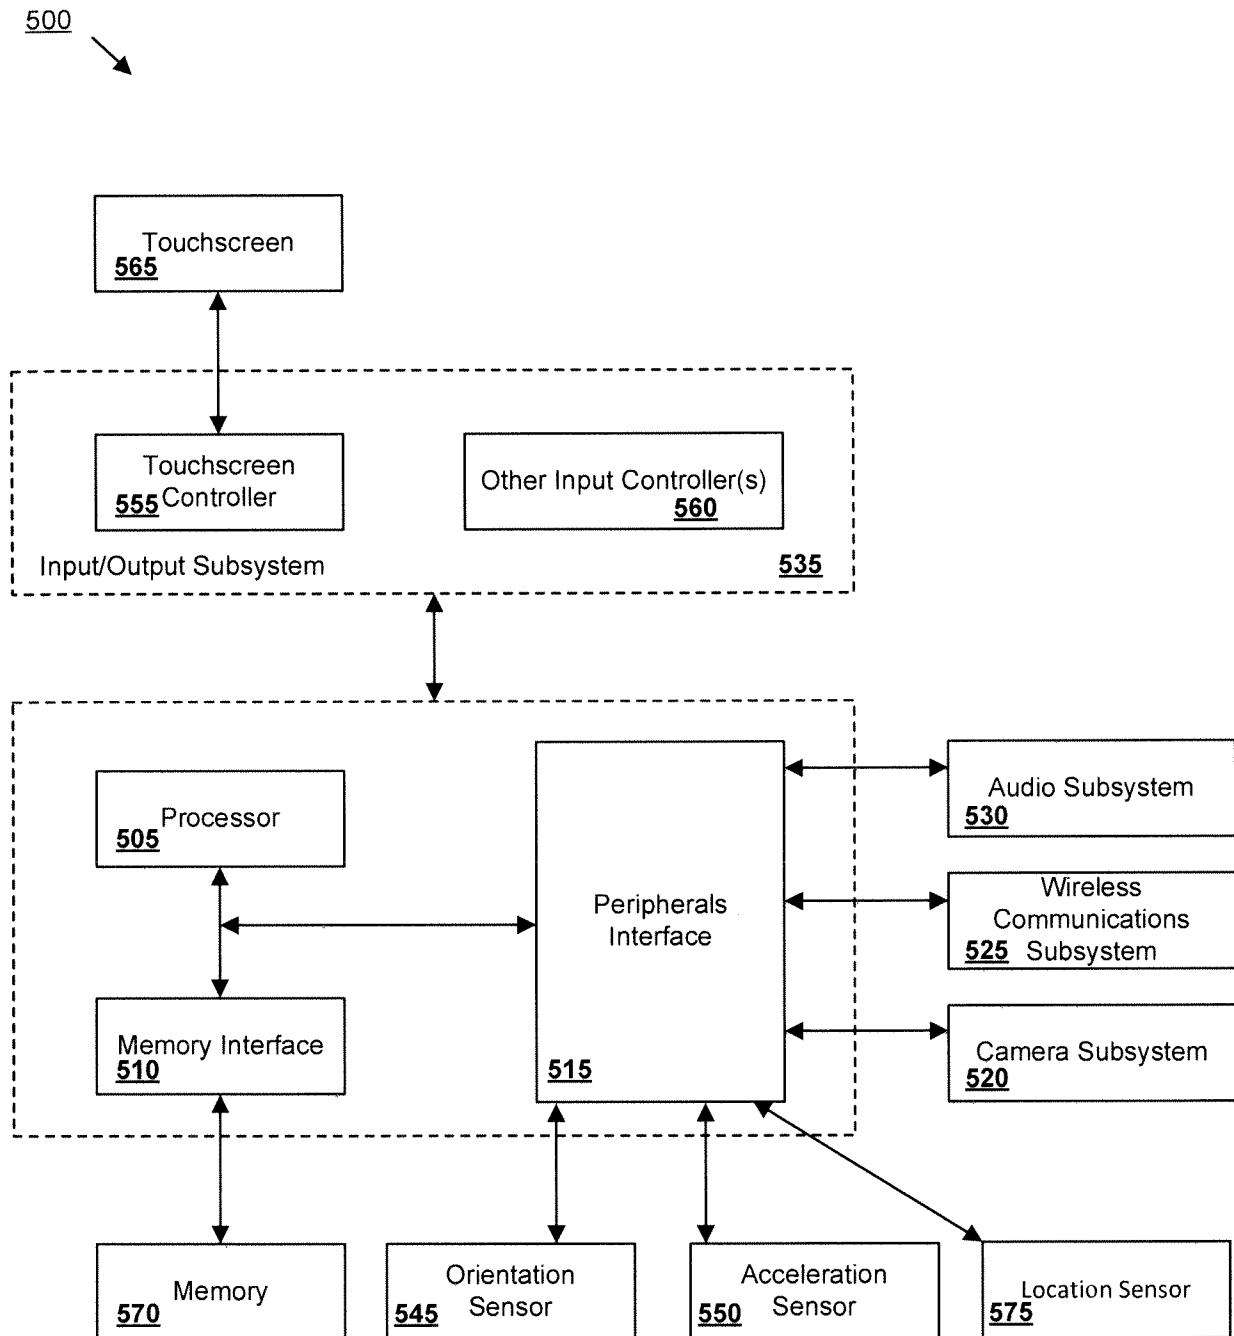 500
Touchscreen
565
Touchscreen
Controller
555
Other Input Controller(s)
560
Input/Output Subsystem
535
Processor
505
Peripherals
Interface
515
Memory Interface
510
Audio Subsystem
530
Wireless
Communications
Subsystem
525
Camera Subsystem
520
Memory
570
Orientation
Sensor
545
Acceleration
Sensor
550
Location Sensor
575